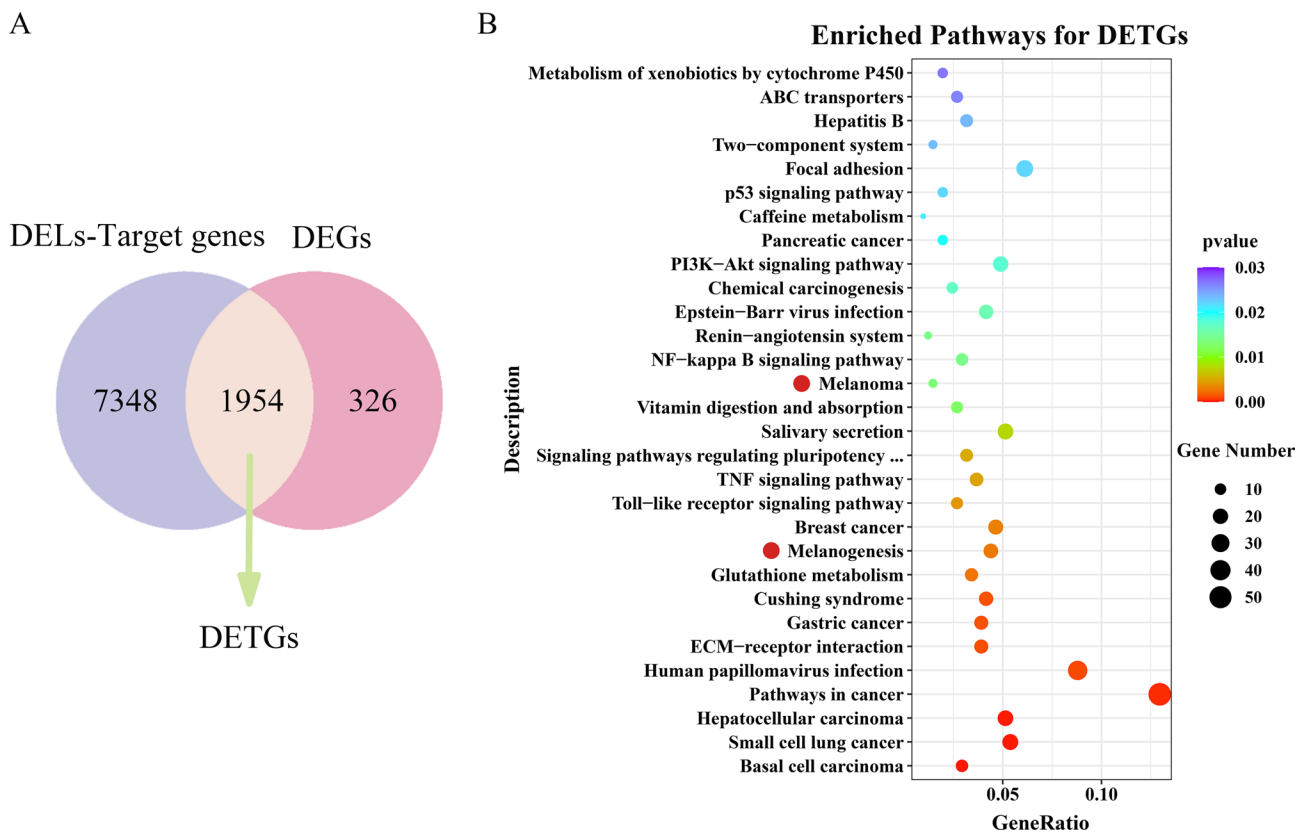 A
B
Enriched Pathways for DETGs
DELs-Target genes
DEGs
7348
1954
326
DETGs
Description
Metabolism of xenobiotics by cytochrome P450
ABC transporters
Hepatitis B
Two−component system
Focal adhesion
p53 signaling pathway
Caffeine metabolism
Pancreatic cancer
PI3K−Akt signaling pathway
Chemical carcinogenesis
Epstein−Barr virus infection
Renin−angiotensin system
NF−kappa B signaling pathway
Melanoma
Vitamin digestion and absorption
Salivary secretion
Signaling pathways regulating pluripotency ...
TNF signaling pathway
Toll−like receptor signaling pathway
Breast cancer
Melanogenesis
Glutathione metabolism
Cushing syndrome
Gastric cancer
ECM−receptor interaction
Human papillomavirus infection
Pathways in cancer
Hepatocellular carcinoma
Small cell lung cancer
Basal cell carcinoma
0.05 0.10
GeneRatio
pvalue
0.03
0.02
0.01
0.00
Gene Number
10
20
30
40
50